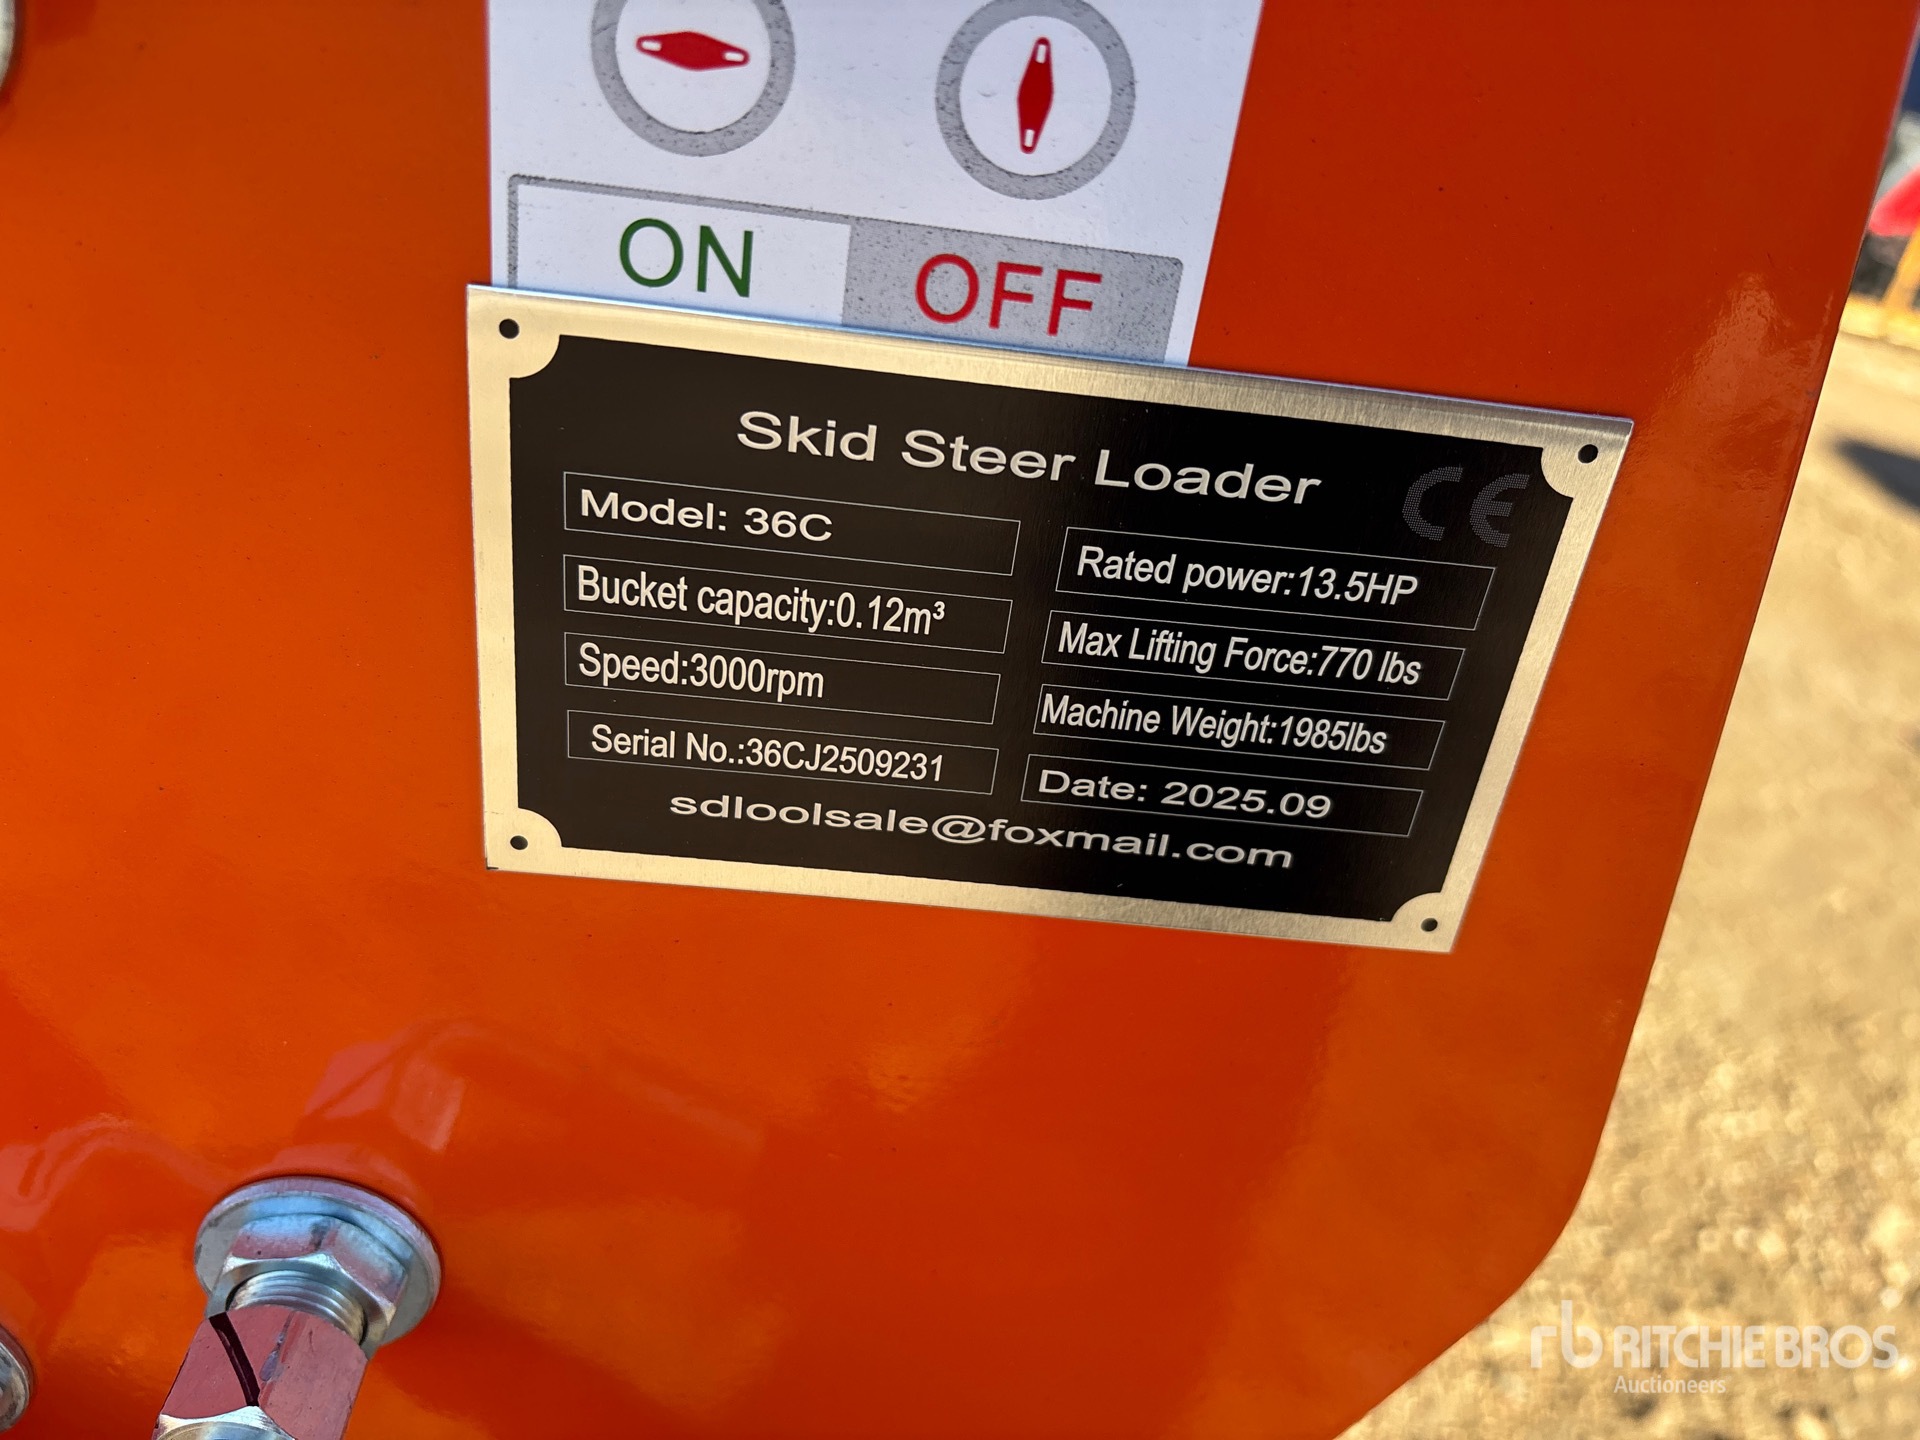 ON OFF
Skid Steer Loader
CE
Model: 36C
Rated power:13.5HP
Bucket capacity:0.12m³
Max Lifting Force:770 lbs
Speed:3000rpm
Machine Weight:1985lbs
Serial No.:36CJ2509231
Date: 2025.09
sdloolsale@foxmail.com
rb RITCHIE BROS
Auctioneers